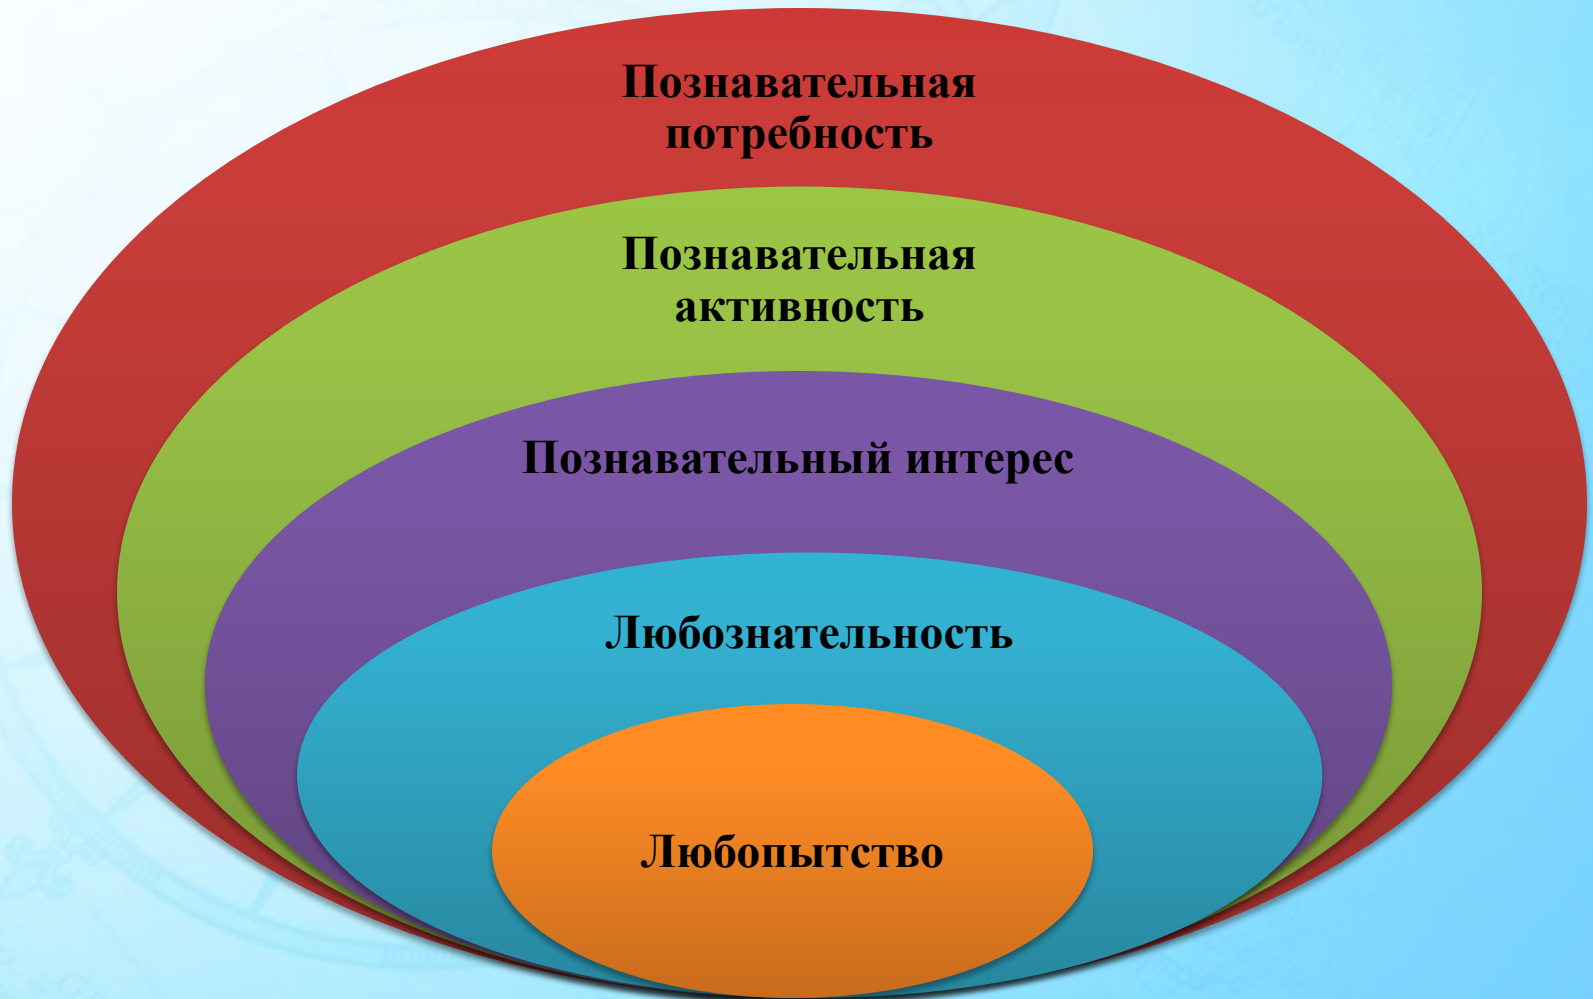 Познавательная
потребность
Познавательная
активность
Познавательный интерес
Любознательность
Любопытство